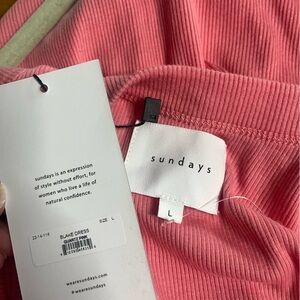 sundays is an expression
of style without effort, for
women who live a life of
natural confidence.
BLAKE DRESS
SIZE L
wearesundays.com
@wearesundays
sundays
L